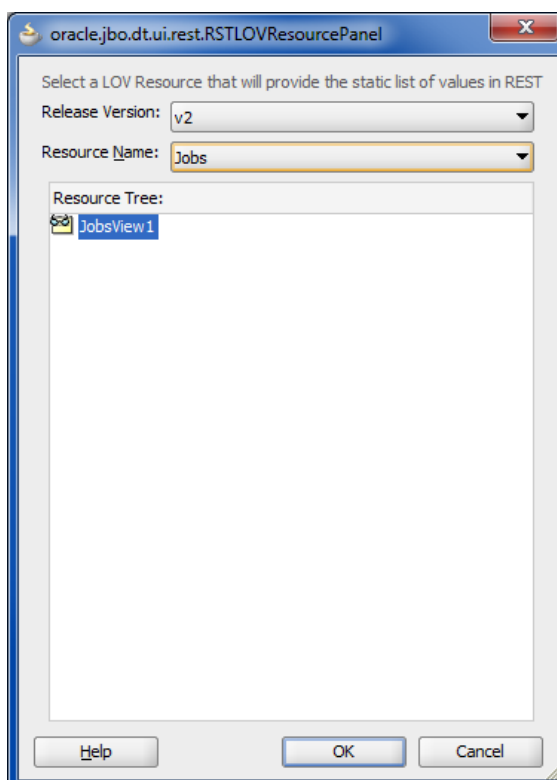 oracle.jbo.dt.ui.rest.RSTLOVResourcePanel
Select a LOV Resource that will provide the static list of values in REST
Release Version: v2
Resource Name: Jobs
Resource Tree:
JobsView1
Help OK Cancel